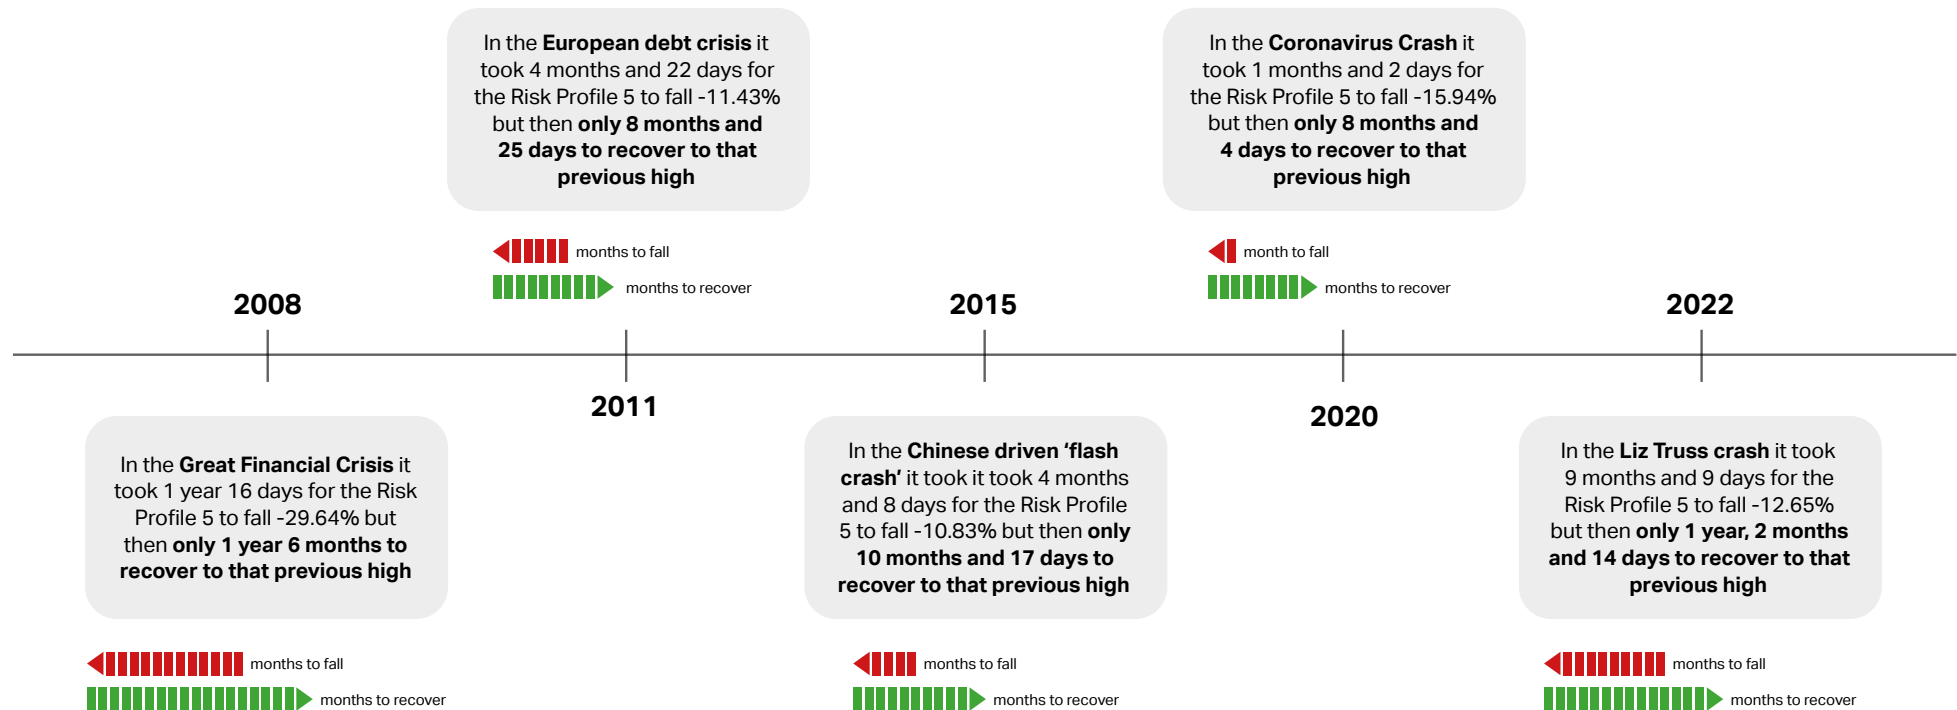 In the European debt crisis it
took 4 months and 22 days for
the Risk Profile 5 to fall -11.43%
but then only 8 months and
25 days to recover to that
previous high
months to fall
months to recover
In the Coronavirus Crash it
took 1 months and 2 days for
the Risk Profile 5 to fall -15.94%
but then only 8 months and
4 days to recover to that
previous high
month to fall
months to recover
2008
2011
2015
2020
2022
In the Great Financial Crisis it
took 1 year 16 days for the Risk
Profile 5 to fall -29.64% but
then only 1 year 6 months to
recover to that previous high
months to fall
months to recover
In the Chinese driven ‘flash
crash’ it took it took 4 months
and 8 days for the Risk Profile
5 to fall -10.83% but then only
10 months and 17 days to
recover to that previous high
months to fall
months to recover
In the Liz Truss crash it took
9 months and 9 days for the
Risk Profile 5 to fall -12.65%
but then only 1 year, 2 months
and 14 days to recover to that
previous high
months to fall
months to recover